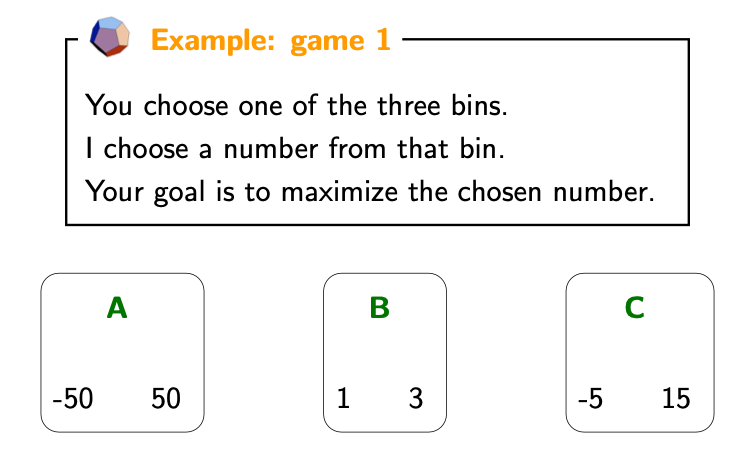 Example: game 1
You choose one of the three bins.
I choose a number from that bin.
Your goal is to maximize the chosen number.
A B C
-50 50 1 3 -5 15